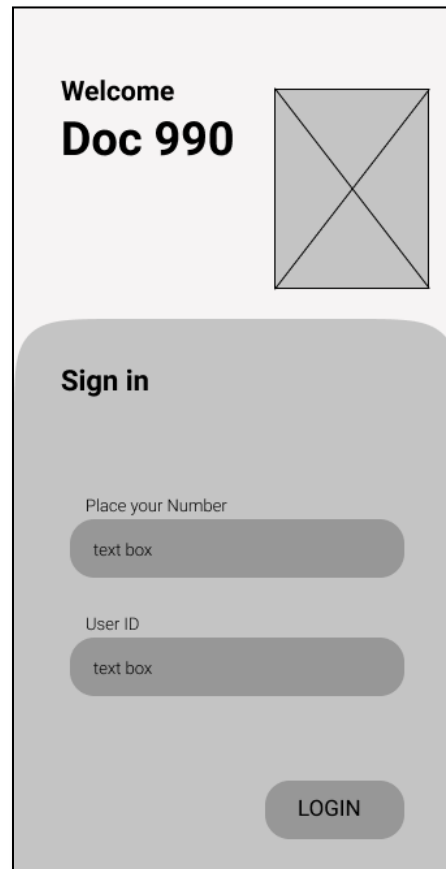 Welcome
Doc 990
Sign in
Place your Number
text box
User ID
text box
LOGIN